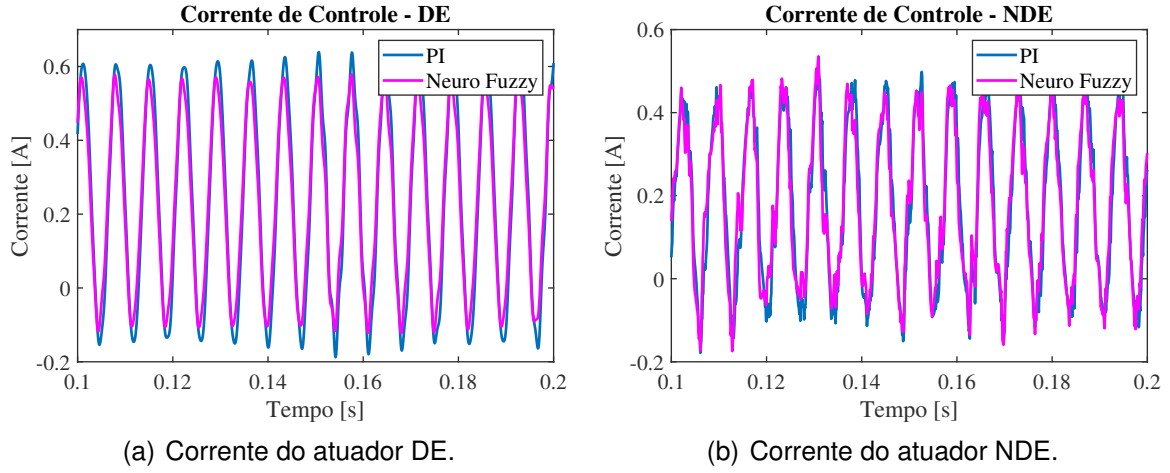 Corrente de Controle - DE
PI
Neuro Fuzzy
Corrente [A]
0.6
0.4
0.2
0
-0.2
0.1
0.12
0.14
0.16
0.18
0.2
Tempo [s]
(a) Corrente do atuador DE.
Corrente de Controle - NDE
PI
Neuro Fuzzy
Corrente [A]
0.6
0.4
0.2
0
-0.2
0.1
0.12
0.14
0.16
0.18
0.2
Tempo [s]
(b) Corrente do atuador NDE.